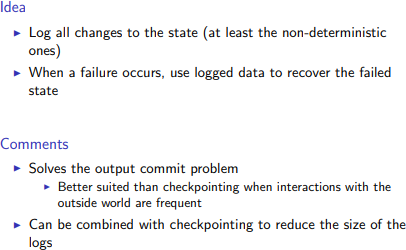 Idea
▶ Log all changes to the state (at least the non-deterministic
ones)
▶ When a failure occurs, use logged data to recover the failed
state
Comments
▶ Solves the output commit problem
▶ Better suited than checkpointing when interactions with the
outside world are frequent
▶ Can be combined with checkpointing to reduce the size of the
logs